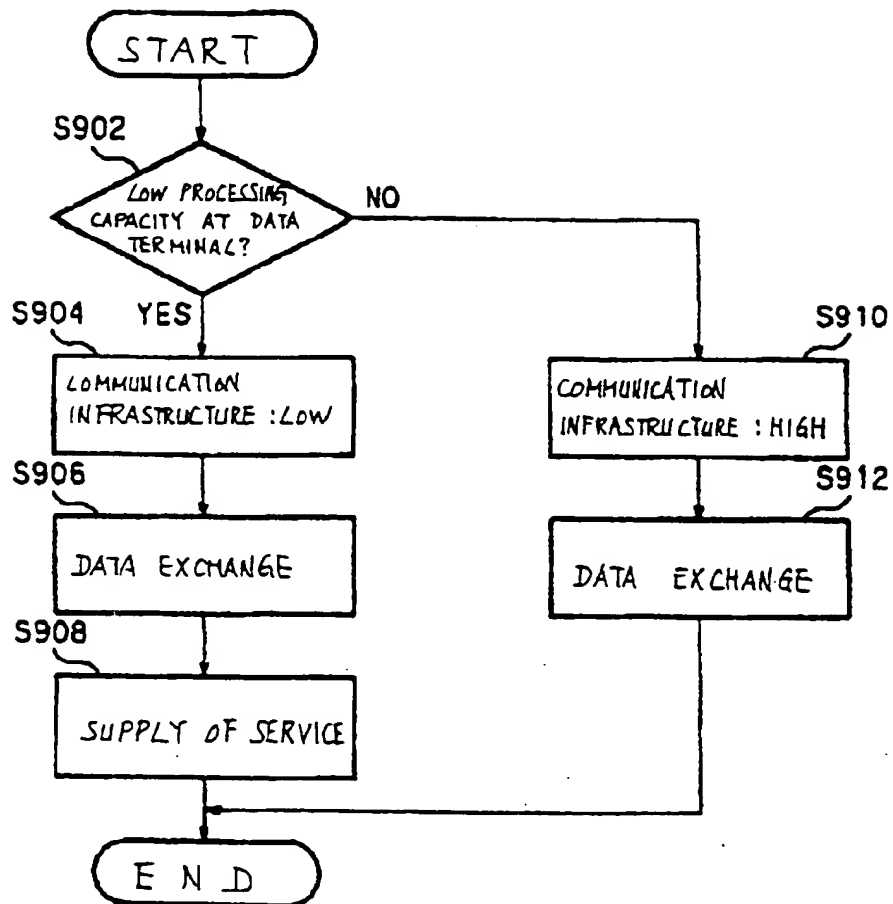 START
S902
LOW PROCESSING
CAPACITY AT DATA
TERMINAL?
NO
YES
S904
COMMUNICATION
INFRASTRUCTURE : LOW
S910
COMMUNICATION
INFRASTRUCTURE : HIGH
S906
DATA EXCHANGE
S912
DATA EXCHANGE
S908
SUPPLY OF SERVICE
END